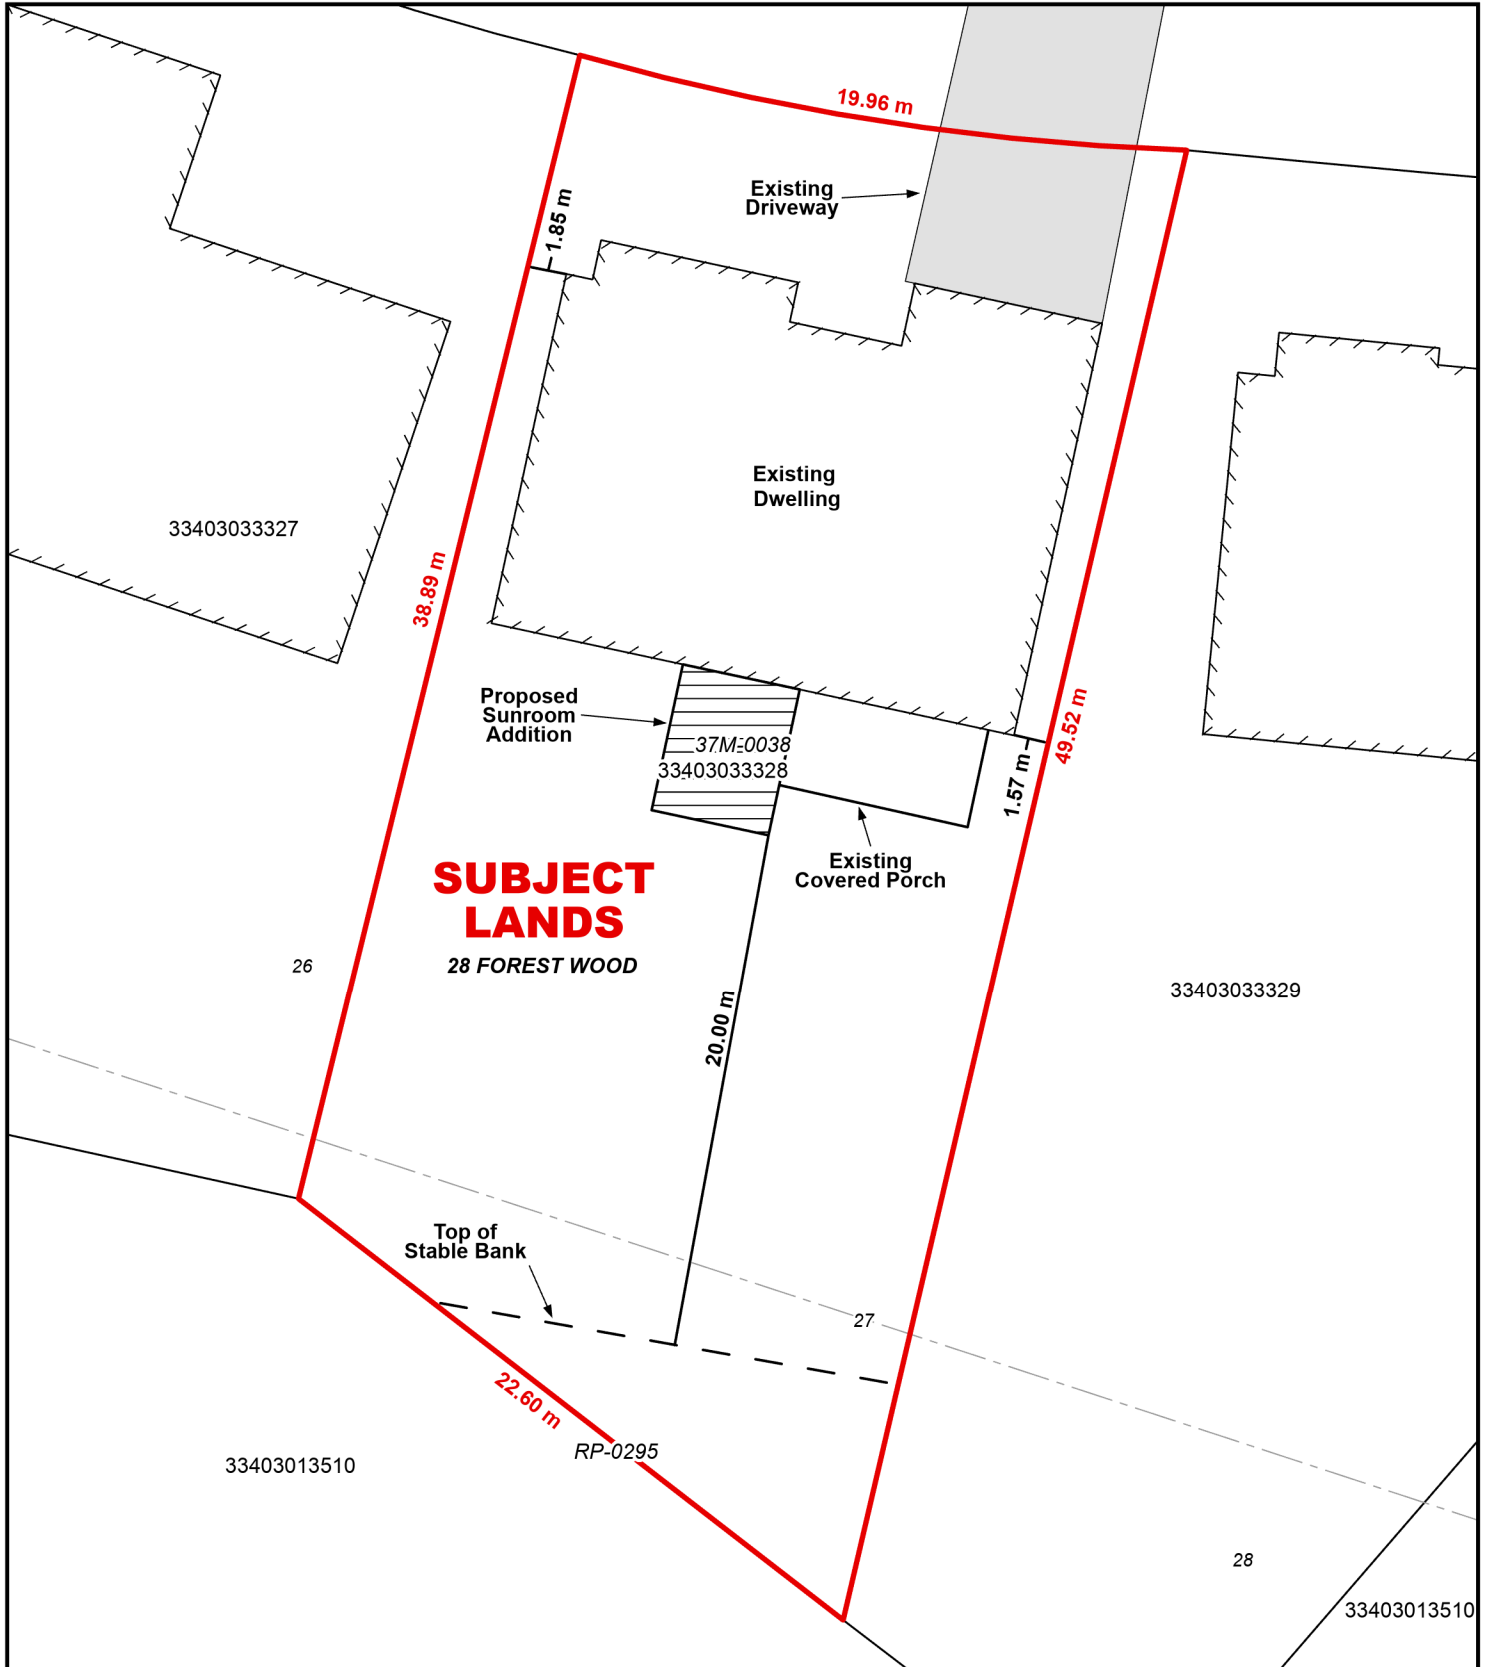 19.96 m
Existing
Driveway
1.85 m
Existing
Dwelling
33403033327
38.89 m
Proposed
Sunroom
Addition
37M-0038
33403033328
49.52 m
1.57 m
Existing
Covered Porch
SUBJECT
LANDS
28 FOREST WOOD
26
33403033329
20.00 m
Top of
Stable Bank
27
22.60 m
RP-0295
33403013510
28
33403013510